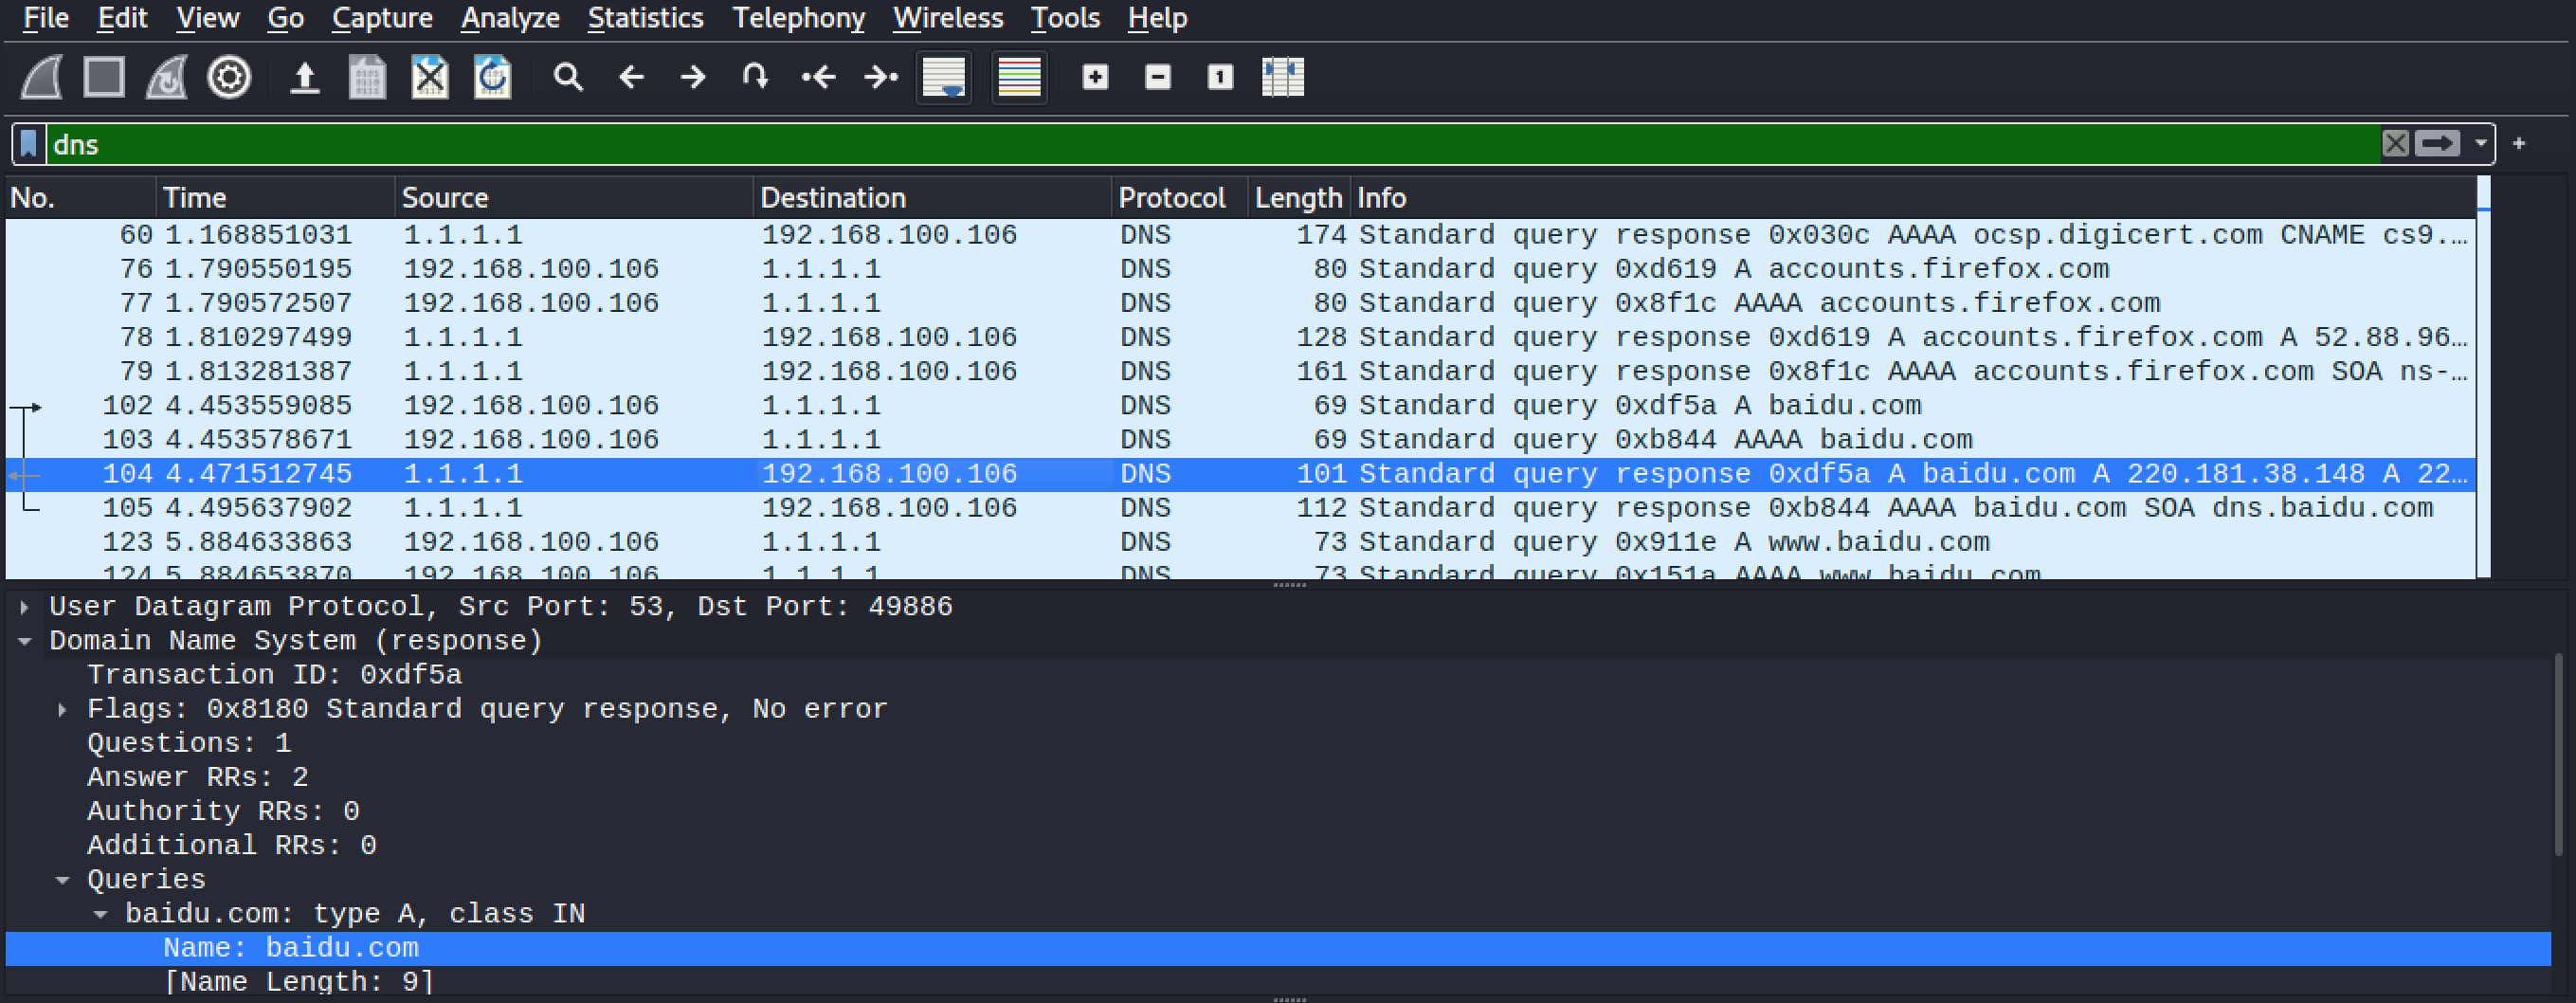 File Edit View Go Capture Analyze Statistics Telephony Wireless Tools Help
dns
No. Time Source Destination Protocol Length Info
60 1.168851031 1.1.1.1 192.168.100.106 DNS 174 Standard query response 0x030c AAAA ocsp.digicert.com CNAME cs9.…
76 1.790550195 192.168.100.106 1.1.1.1 DNS 80 Standard query 0xd619 A accounts.firefox.com
77 1.790572507 192.168.100.106 1.1.1.1 DNS 80 Standard query 0x8f1c AAAA accounts.firefox.com
78 1.810297499 1.1.1.1 192.168.100.106 DNS 128 Standard query response 0xd619 A accounts.firefox.com A 52.88.96…
79 1.813281387 1.1.1.1 192.168.100.106 DNS 161 Standard query response 0x8f1c AAAA accounts.firefox.com SOA ns-…
102 4.453559085 192.168.100.106 1.1.1.1 DNS 69 Standard query 0xdf5a A baidu.com
103 4.453578671 192.168.100.106 1.1.1.1 DNS 69 Standard query 0xb844 AAAA baidu.com
104 4.471512745 1.1.1.1 192.168.100.106 DNS 101 Standard query response 0xdf5a A baidu.com A 220.181.38.148 A 22…
105 4.495637902 1.1.1.1 192.168.100.106 DNS 112 Standard query response 0xb844 AAAA baidu.com SOA dns.baidu.com
123 5.884633863 192.168.100.106 1.1.1.1 DNS 73 Standard query 0x911e A www.baidu.com
124 5.884653870 192.168.100.106 1.1.1.1 DNS 73 Standard query 0x151a AAAA www.baidu.com
User Datagram Protocol, Src Port: 53, Dst Port: 49886
Domain Name System (response)
Transaction ID: 0xdf5a
Flags: 0x8180 Standard query response, No error
Questions: 1
Answer RRs: 2
Authority RRs: 0
Additional RRs: 0
Queries
baidu.com: type A, class IN
Name: baidu.com
[Name Length: 9]